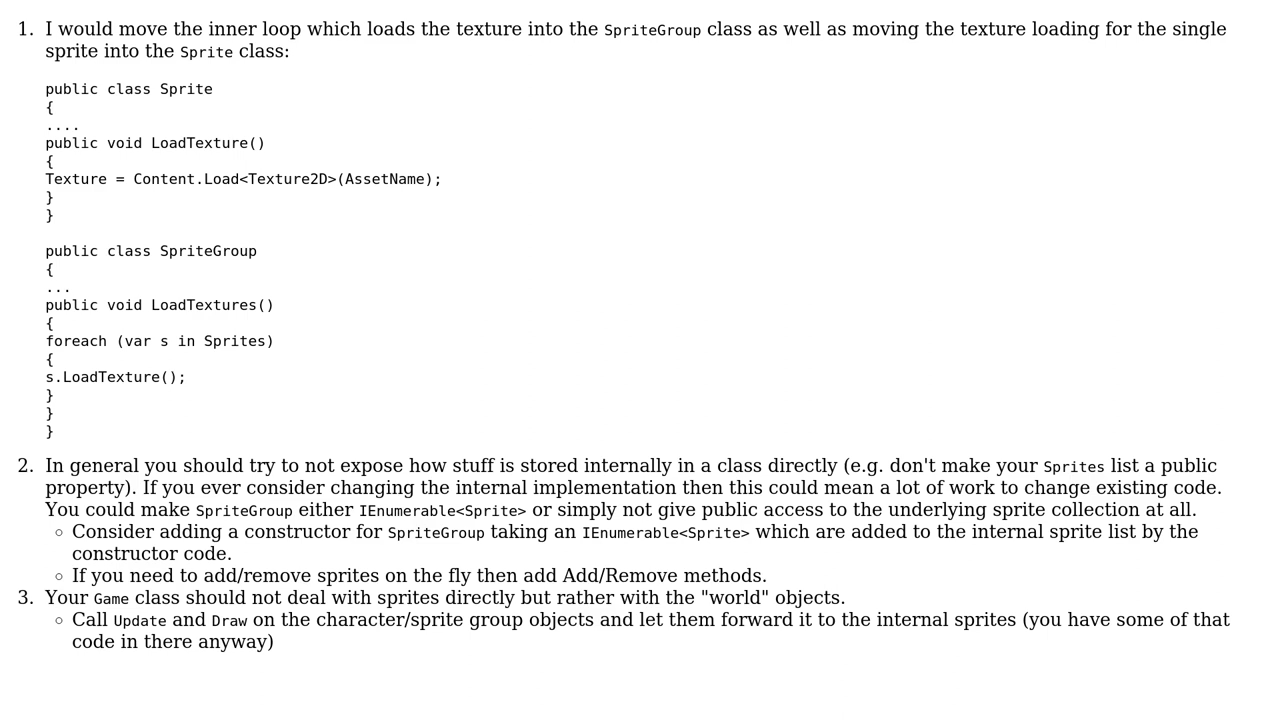 1. I would move the inner loop which loads the texture into the SpriteGroup class as well as moving the texture loading for the single
sprite into the Sprite class:
public class Sprite
{
....
public void LoadTexture()
{
Texture = Content.Load<Texture2D>(AssetName);
}
}
public class SpriteGroup
{
...
public void LoadTextures()
{
foreach (var s in Sprites)
{
s.LoadTexture();
}
}
}
2. In general you should try to not expose how stuff is stored internally in a class directly (e.g. don't make your Sprites list a public
property). If you ever consider changing the internal implementation then this could mean a lot of work to change existing code.
You could make SpriteGroup either IEnumerable<Sprite> or simply not give public access to the underlying sprite collection at all.
◦ Consider adding a constructor for SpriteGroup taking an IEnumerable<Sprite> which are added to the internal sprite list by the
constructor code.
◦ If you need to add/remove sprites on the fly then add Add/Remove methods.
3. Your Game class should not deal with sprites directly but rather with the "world" objects.
◦ Call Update and Draw on the character/sprite group objects and let them forward it to the internal sprites (you have some of that
code in there anyway)